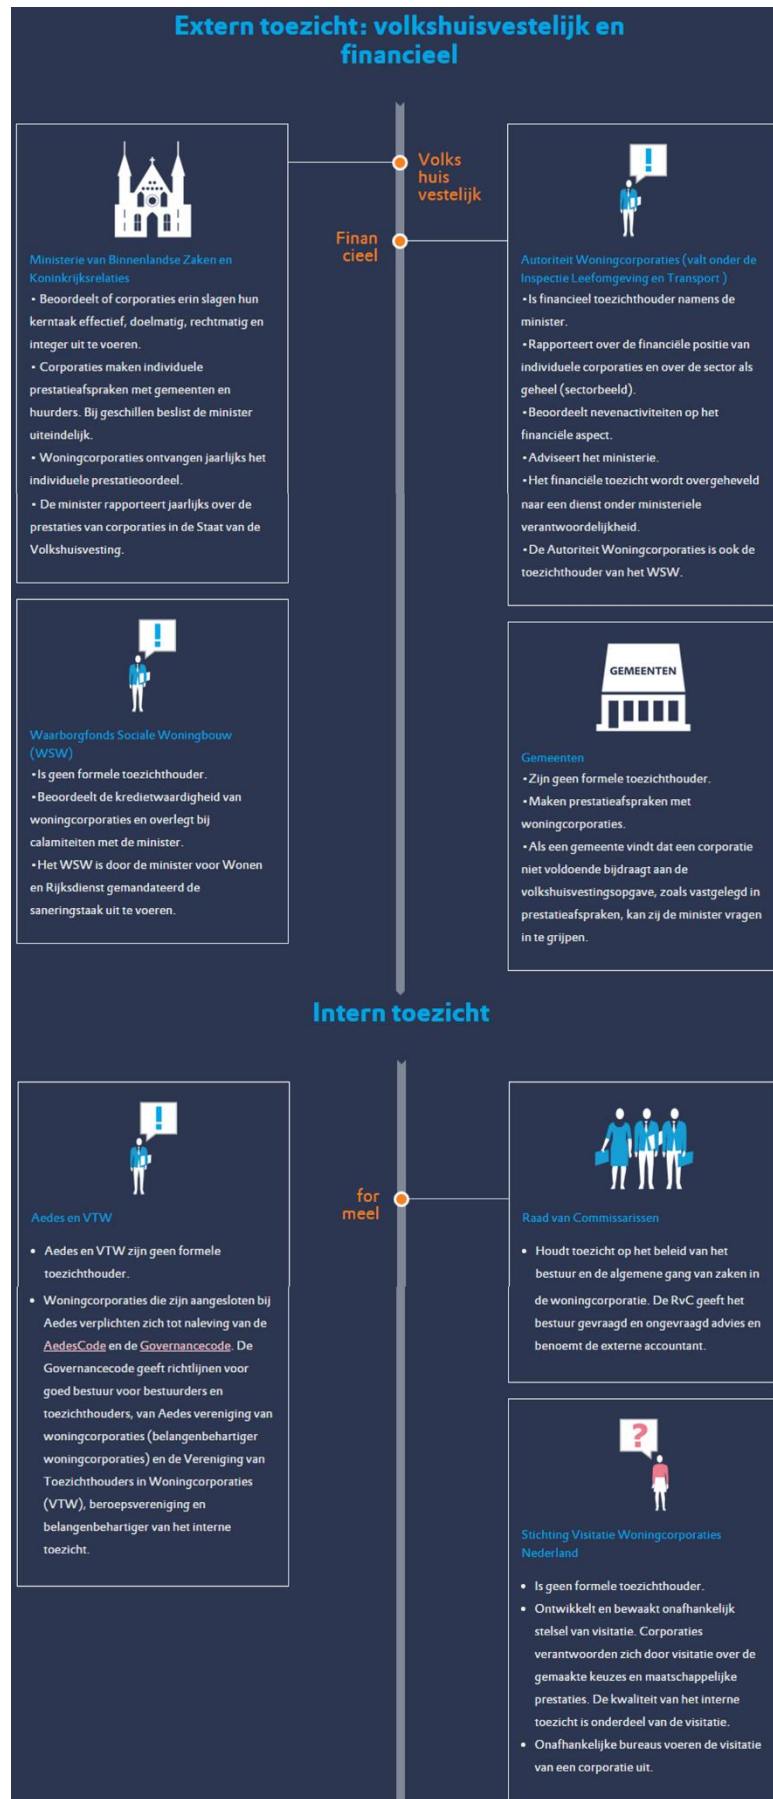 Extern toezicht: volkshuisvestelijk en
financieel
Volks
huis
vestelijk
Finan
cieel
Ministerie van Binnenlandse Zaken en
Koninkrijksrelaties
• Beoordeelt of corporaties erin slagen hun
kerntaak effectief, doelmatig, rechtmatig en
integer uit te voeren.
• Corporaties maken individuele
prestatieafspraken met gemeenten en
huurders. Bij geschillen beslist de minister
uiteindelijk.
• Woningcorporaties ontvangen jaarlijks het
individuele prestatieoordeel.
• De minister rapporteert jaarlijks over de
prestaties van corporaties in de Staat van de
Volkshuisvesting.
!
Autoriteit Woningcorporaties (valt onder de
Inspectie Leefomgeving en Transport )
•Is financieel toezichthouder namens de
minister.
•Rapporteert over de financiële positie van
individuele corporaties en over de sector als
geheel (sectorbeeld).
•Beoordeelt nevenactiviteiten op het
financiële aspect.
•Adviseert het ministerie.
•Het financiële toezicht wordt overgeheveld
naar een dienst onder ministeriele
verantwoordelijkheid.
•De Autoriteit Woningcorporaties is ook de
toezichthouder van het WSW.
!
Waarborgfonds Sociale Woningbouw
(WSW)
•Is geen formele toezichthouder.
•Beoordeelt de kredietwaardigheid van
woningcorporaties en overlegt bij
calamiteiten met de minister.
•Het WSW is door de minister voor Wonen
en Rijksdienst gemandateerd de
saneringstaak uit te voeren.
GEMEENTEN
Gemeenten
•Zijn geen formele toezichthouder.
•Maken prestatieafspraken met
woningcorporaties.
•Als een gemeente vindt dat een corporatie
niet voldoende bijdraagt aan de
volkshuisvestingsopgave, zoals vastgelegd in
prestatieafspraken, kan zij de minister vragen
in te grijpen.
Intern toezicht
!
Aedes en VTW
• Aedes en VTW zijn geen formele
toezichthouder.
• Woningcorporaties die zijn aangesloten bij
Aedes verplichten zich tot naleving van de
AedesCode en de Governancecode. De
Governancecode geeft richtlijnen voor
goed bestuur voor bestuurders en
toezichthouders, van Aedes vereniging van
woningcorporaties (belangenbehartiger
woningcorporaties) en de Vereniging van
Toezichthouders in Woningcorporaties
(VTW), beroepsvereniging en
belangenbehartiger van het interne
toezicht.
for
meel
Raad van Commissarissen
• Houdt toezicht op het beleid van het
bestuur en de algemene gang van zaken in
de woningcorporatie. De RvC geeft het
bestuur gevraagd en ongevraagd advies en
benoemt de externe accountant.
?
Stichting Visitatie Woningcorporaties
Nederland
• Is geen formele toezichthouder.
• Ontwikkelt en bewaakt onafhankelijk
stelsel van visitatie. Corporaties
verantwoorden zich door visitatie over de
gemaakte keuzes en maatschappelijke
prestaties. De kwaliteit van het interne
toezicht is onderdeel van de visitatie.
• Onafhankelijke bureaus voeren de visitatie
van een corporatie uit.